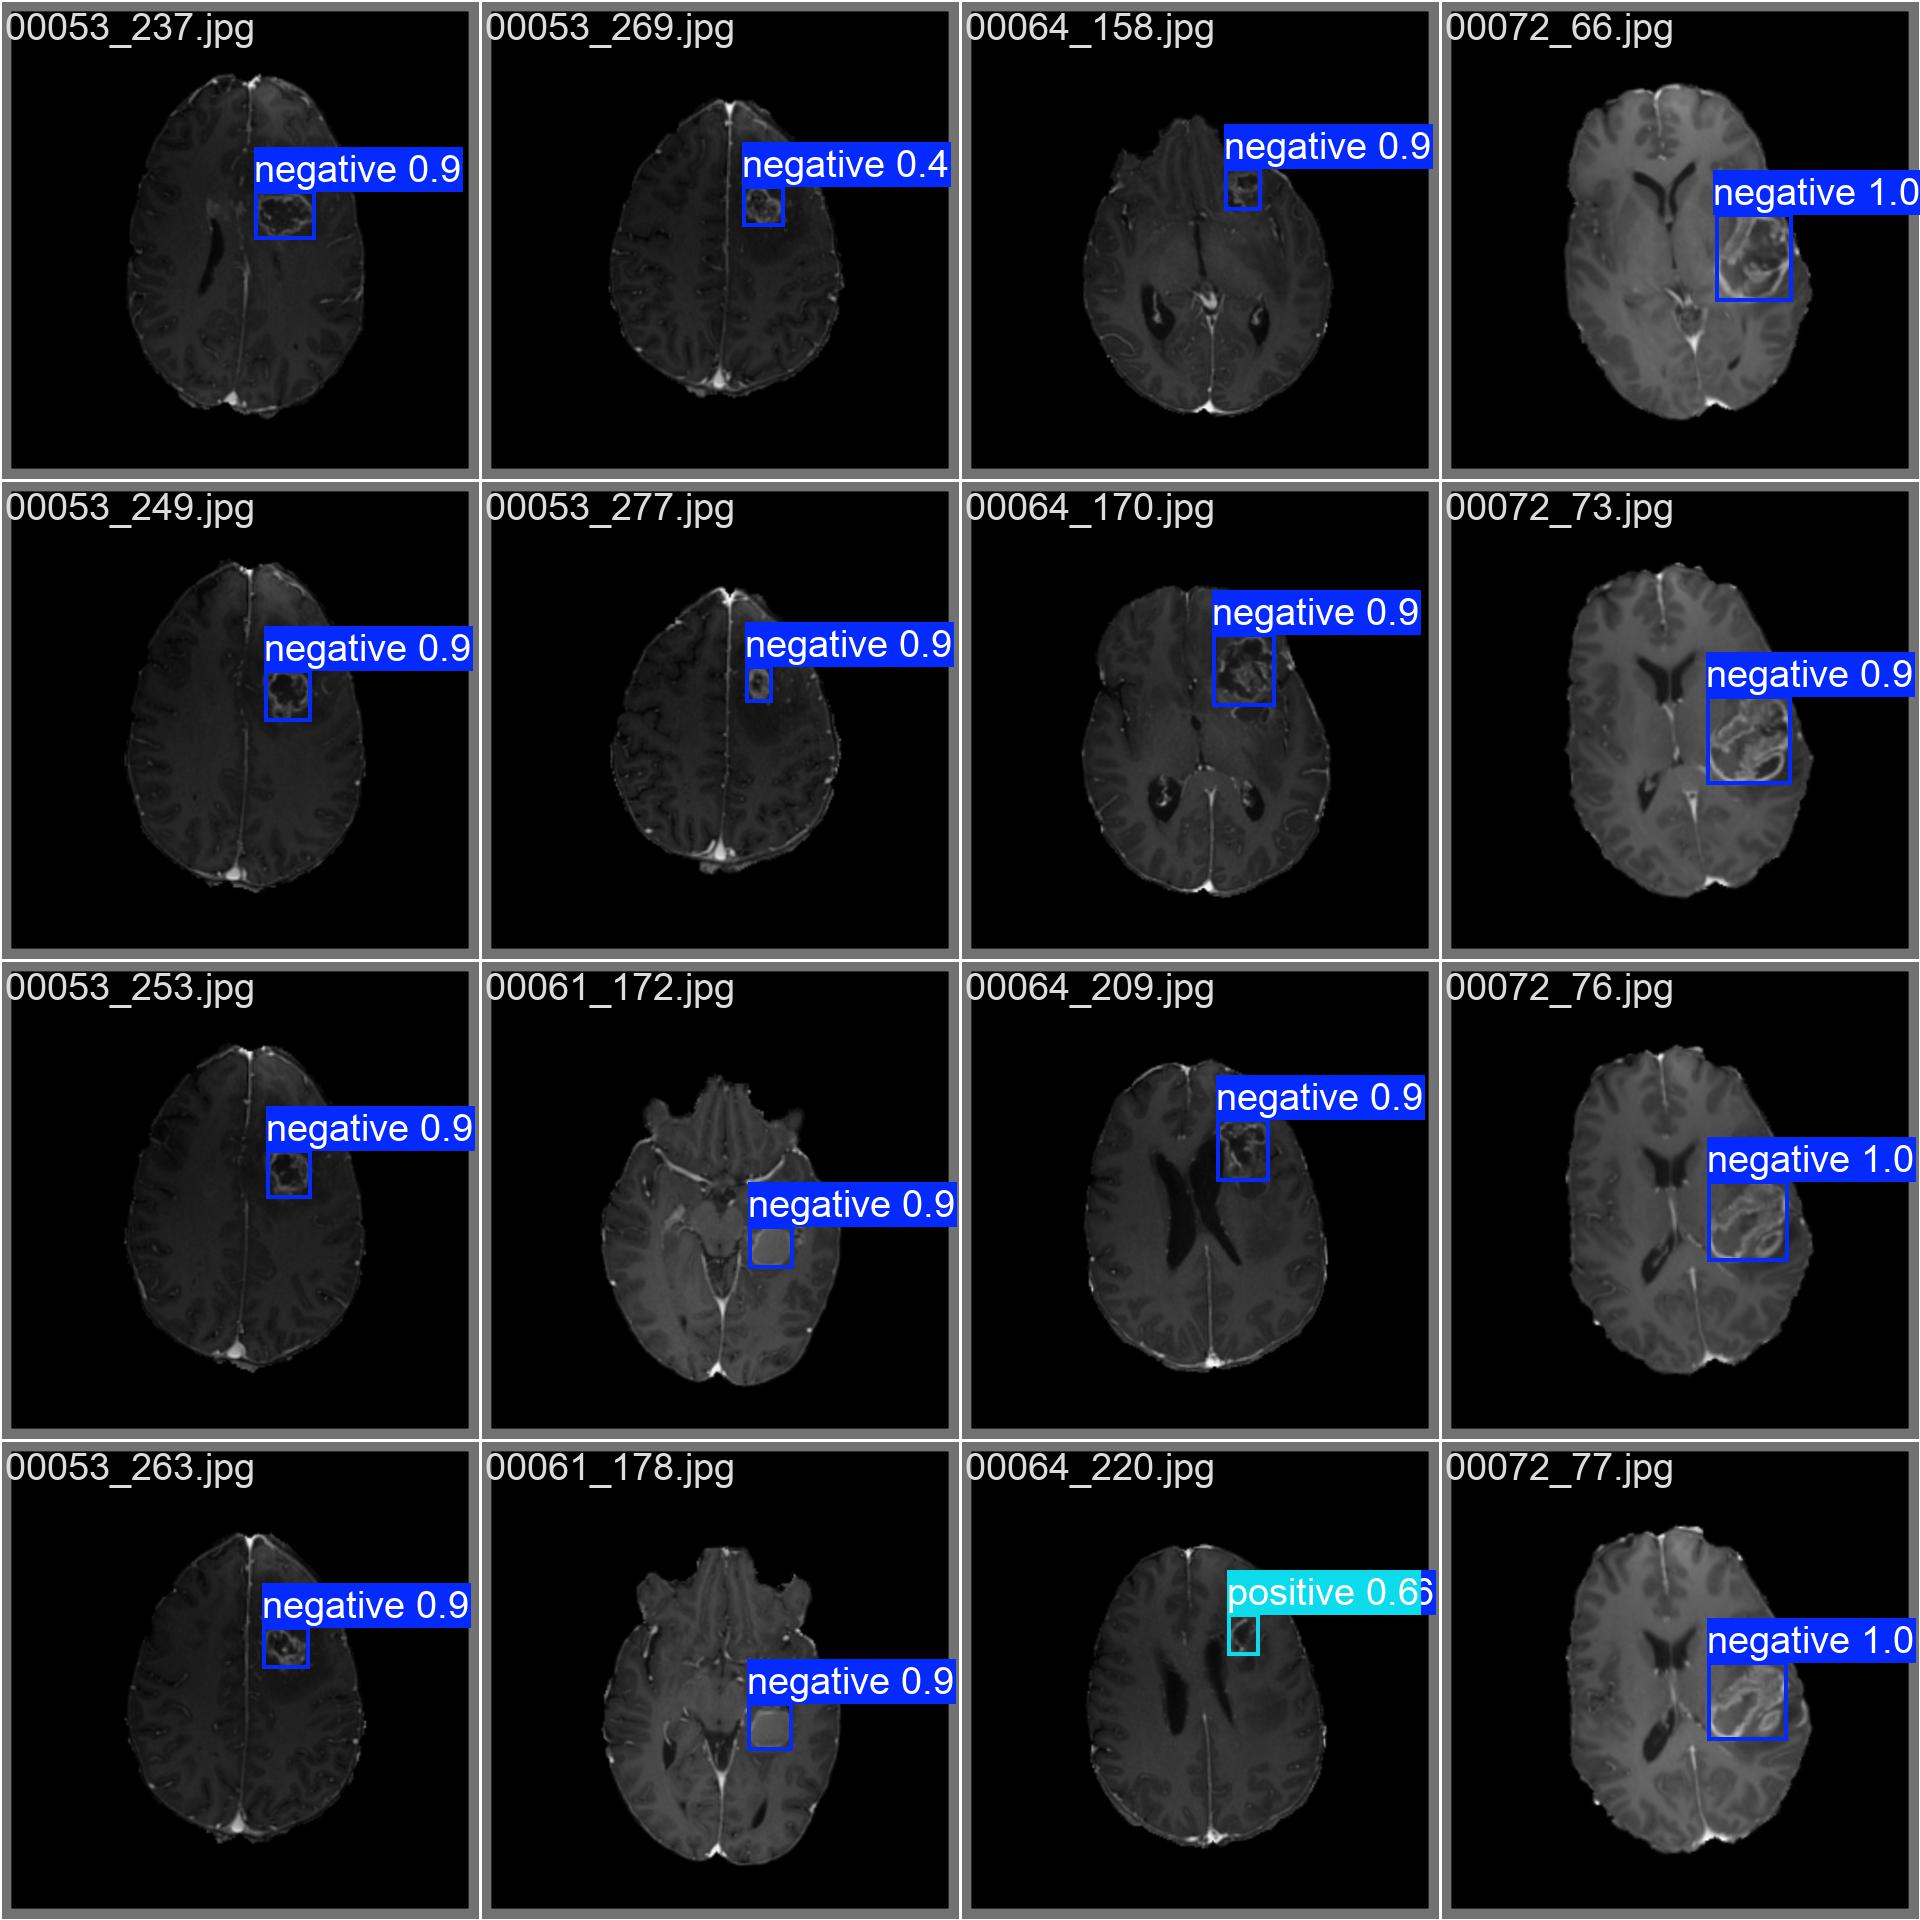 00053_237.jpg
negative 0.9
00053_269.jpg
negative 0.4
00064_158.jpg
negative 0.9
00072_66.jpg
negative 1.0
00053_249.jpg
negative 0.9
00053_277.jpg
negative 0.9
00064_170.jpg
negative 0.9
00072_73.jpg
negative 0.9
00053_253.jpg
negative 0.9
00061_172.jpg
negative 0.9
00064_209.jpg
negative 0.9
00072_76.jpg
negative 1.0
00053_263.jpg
negative 0.9
00061_178.jpg
negative 0.9
00064_220.jpg
positive 0.6
00072_77.jpg
negative 1.0